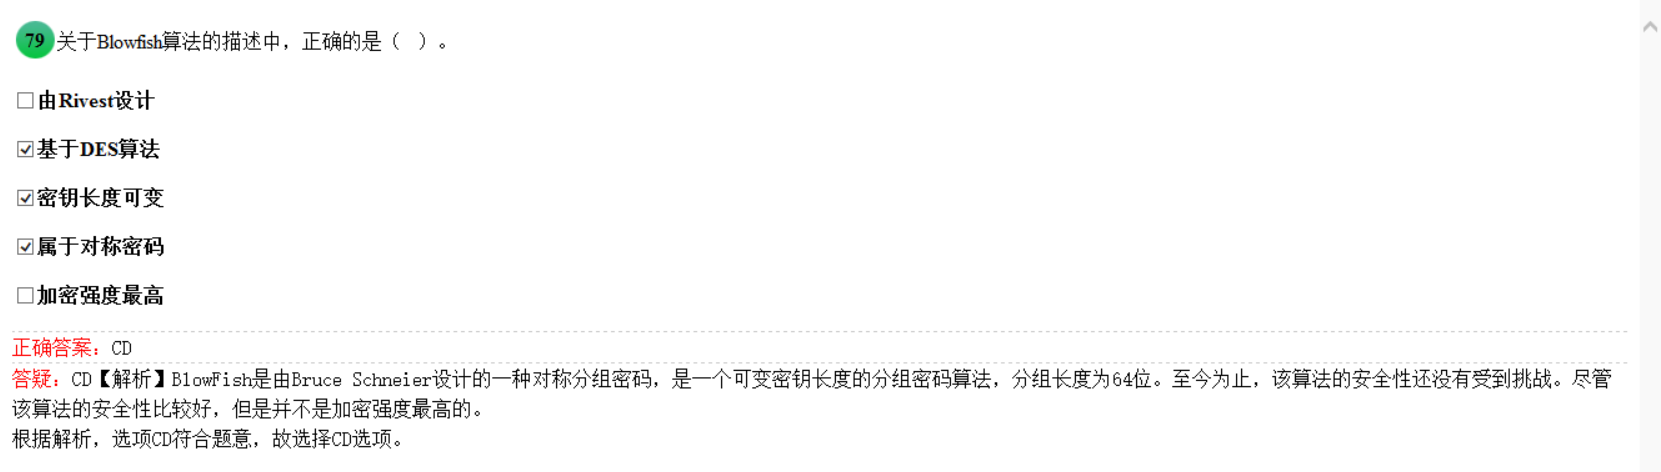 79 关于Blowfish算法的描述中，正确的是（  ）。
由Rivest设计
基于DES算法
密钥长度可变
属于对称密码
加密强度最高
正确答案：CD
答疑：CD【解析】BlowFish是由Bruce Schneier设计的一种对称分组密码，是一个可变密钥长度的分组密码算法，分组长度为64位。至今为止，该算法的安全性还没有受到挑战。尽管
该算法的安全性比较好，但是并不是加密强度最高的。
根据解析，选项CD符合题意，故选择CD选项。